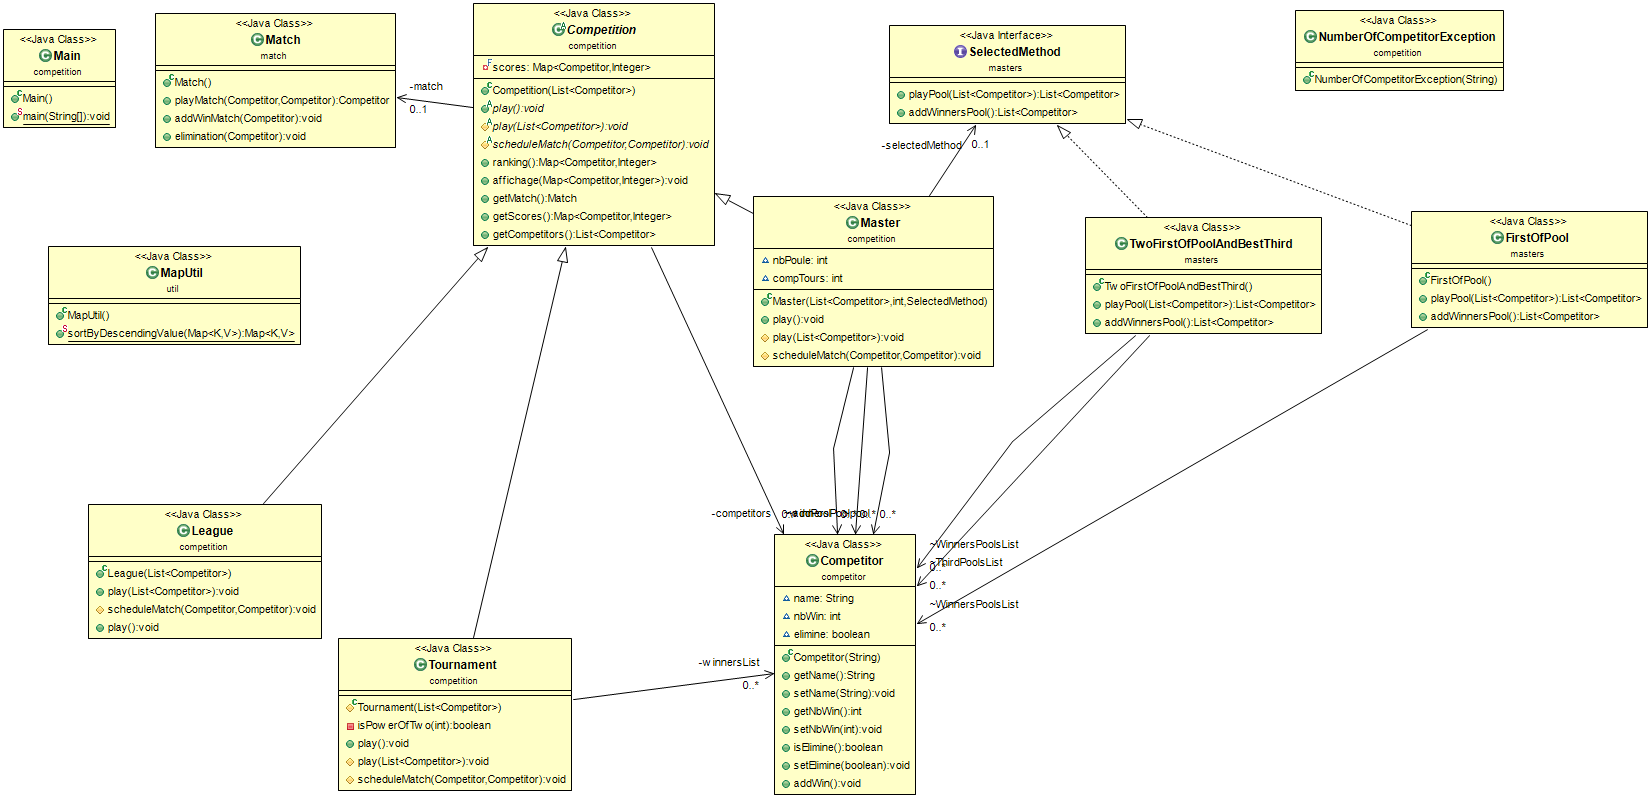 <<Java Class>>
Main
competition
Main()
main(String[]):void
<<Java Class>>
Match
match
Match()
playMatch(Competitor,Competitor):Competitor
addWinMatch(Competitor):void
elimination(Competitor):void
-match
0..1
<<Java Class>>
Competition
competition
scores: Map<Competitor,Integer>
Competition(List<Competitor>)
play():void
play(List<Competitor>):void
scheduleMatch(Competitor,Competitor):void
ranking():Map<Competitor,Integer>
affichage(Map<Competitor,Integer>):void
getMatch():Match
getScores():Map<Competitor,Integer>
getCompetitors():List<Competitor>
<<Java Interface>>
SelectedMethod
masters
playPool(List<Competitor>):List<Competitor>
addWinnersPool():List<Competitor>
-selectedMethod
0..1
<<Java Class>>
NumberOfCompetitorException
competition
NumberOfCompetitorException(String)
<<Java Class>>
MapUtil
util
MapUtil()
sortByDescendingValue(Map<K,V>):Map<K,V>
<<Java Class>>
Master
competition
nbPoule: int
compTours: int
Master(List<Competitor>,int,SelectedMethod)
play():void
play(List<Competitor>):void
scheduleMatch(Competitor,Competitor):void
<<Java Class>>
TwoFirstOfPoolAndBestThird
masters
TwoFirstOfPoolAndBestThird()
playPool(List<Competitor>):List<Competitor>
addWinnersPool():List<Competitor>
<<Java Class>>
FirstOfPool
masters
FirstOfPool()
playPool(List<Competitor>):List<Competitor>
addWinnersPool():List<Competitor>
<<Java Class>>
League
competition
League(List<Competitor>)
play(List<Competitor>):void
scheduleMatch(Competitor,Competitor):void
play():void
<<Java Class>>
Tournament
competition
Tournament(List<Competitor>)
isPowerOfTwo(int):boolean
play():void
play(List<Competitor>):void
scheduleMatch(Competitor,Competitor):void
-winnersList
0..*
-competitors
0..*
<<Java Class>>
Competitor
competitor
name: String
nbWin: int
elimine: boolean
Competitor(String)
getName():String
setName(String):void
getNbWin():int
setNbWin(int):void
isElimine():boolean
setElimine(boolean):void
addWin():void
~WinnersPoolsList
0..*
~ThirdPoolsList
0..*
~WinnersPoolsList
0..*